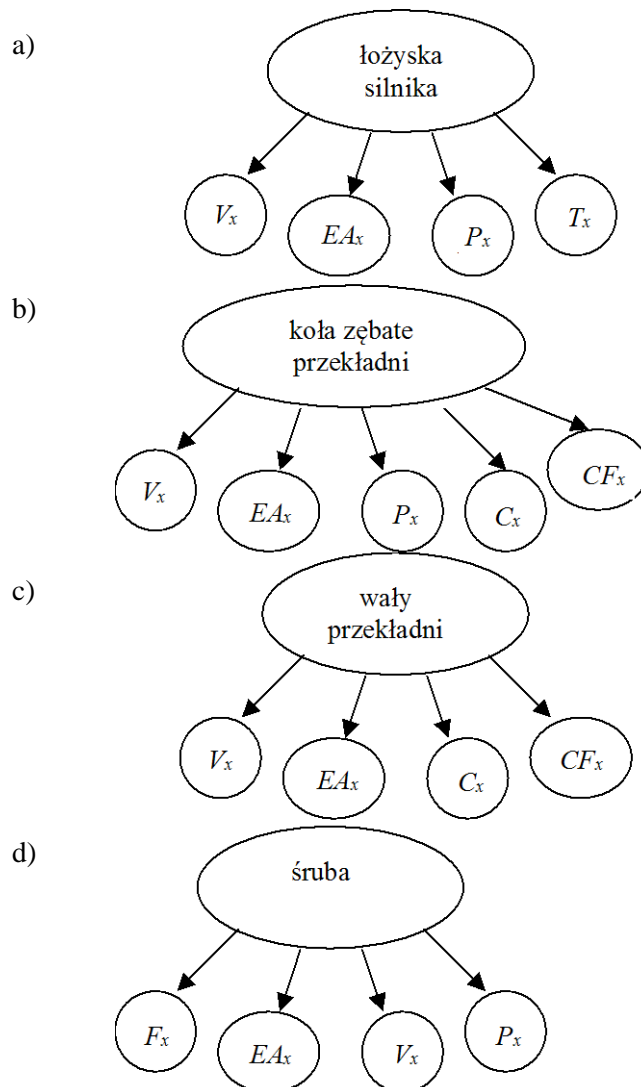 a)
łożyska
silnika
Vx
EAx
Px
Tx
b)
koła zębate
przekładni
Vx
EAx
Px
Cx
CFx
c)
wały
przekładni
Vx
EAx
Cx
CFx
d)
śruba
Fx
EAx
Vx
Px